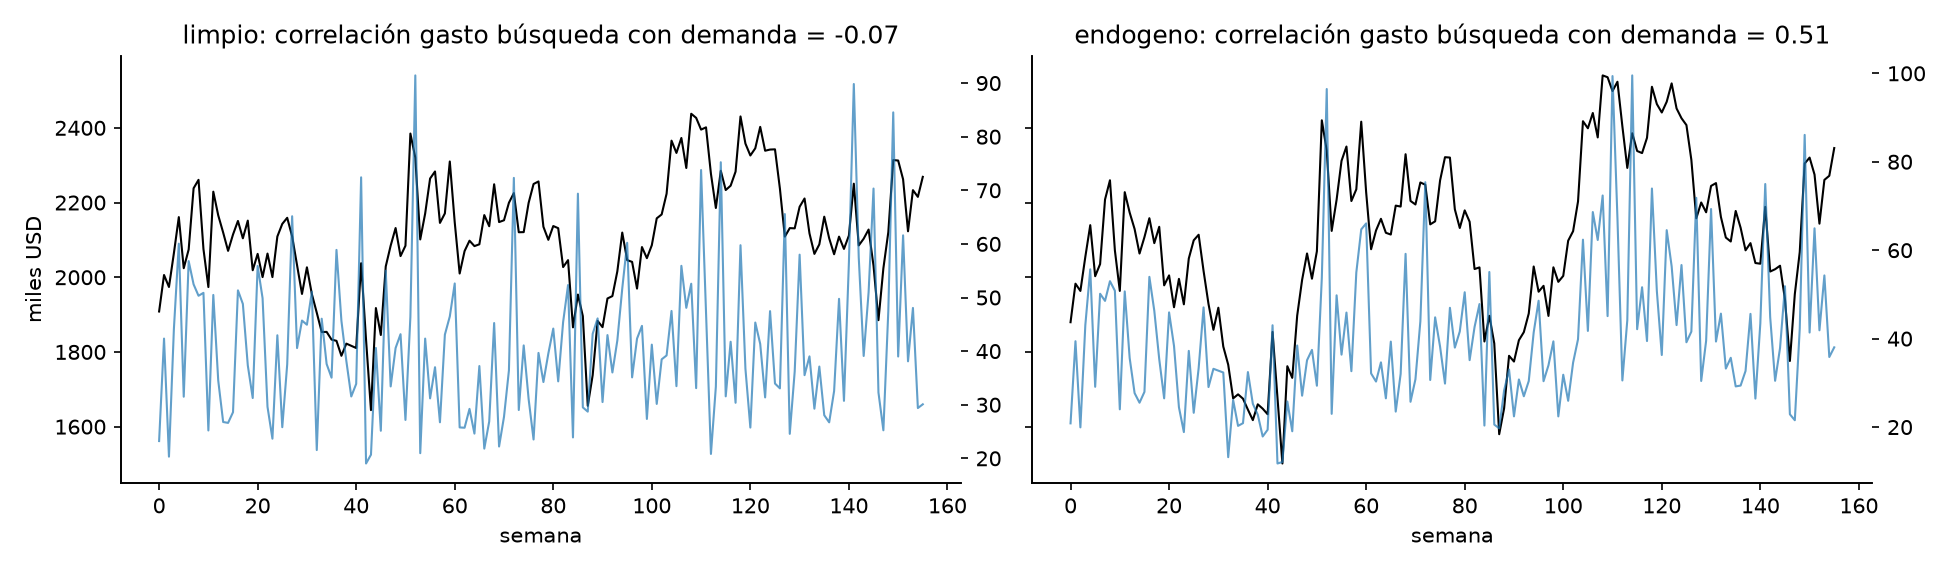 limpio: correlación gasto búsqueda con demanda = -0.07
endogeno: correlación gasto búsqueda con demanda = 0.51
miles USD
2400
2200
2000
1800
1600
90
80
70
60
50
40
30
20
100
80
60
40
20
0 20 40 60 80 100 120 140 160
0 20 40 60 80 100 120 140 160
semana
semana